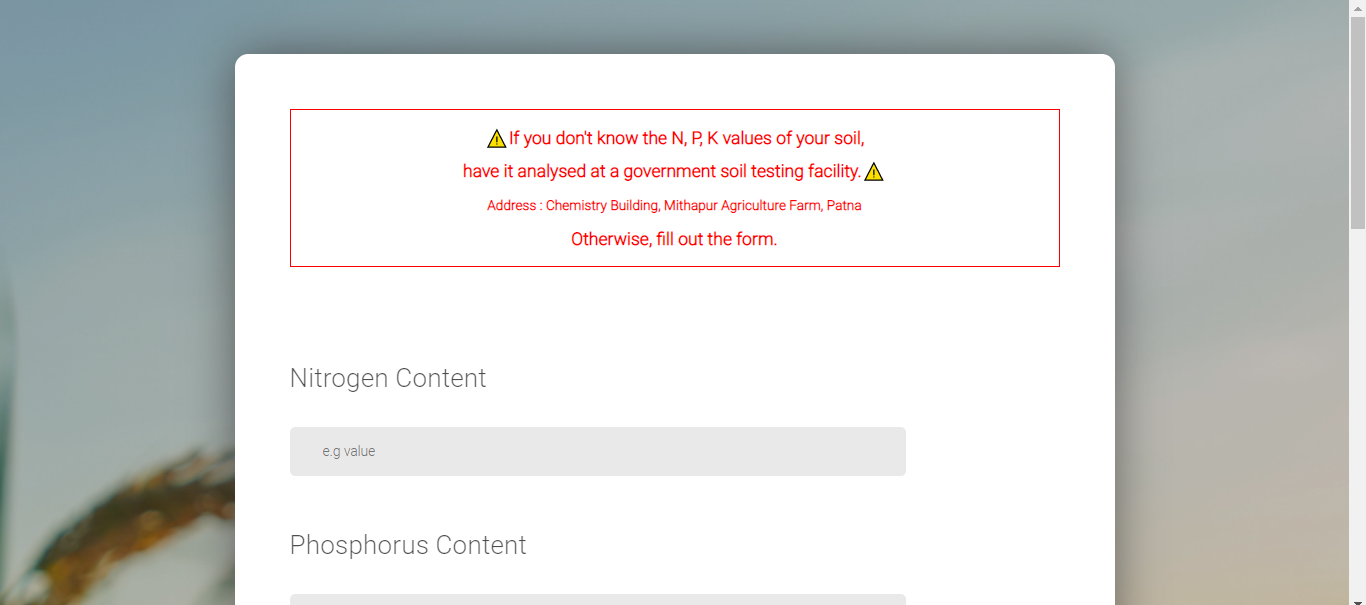 ⚠If you don't know the N, P, K values of your soil,
have it analysed at a government soil testing facility.⚠
Address : Chemistry Building, Mithapur Agriculture Farm, Patna
Otherwise, fill out the form.
Nitrogen Content
e.g value
Phosphorus Content